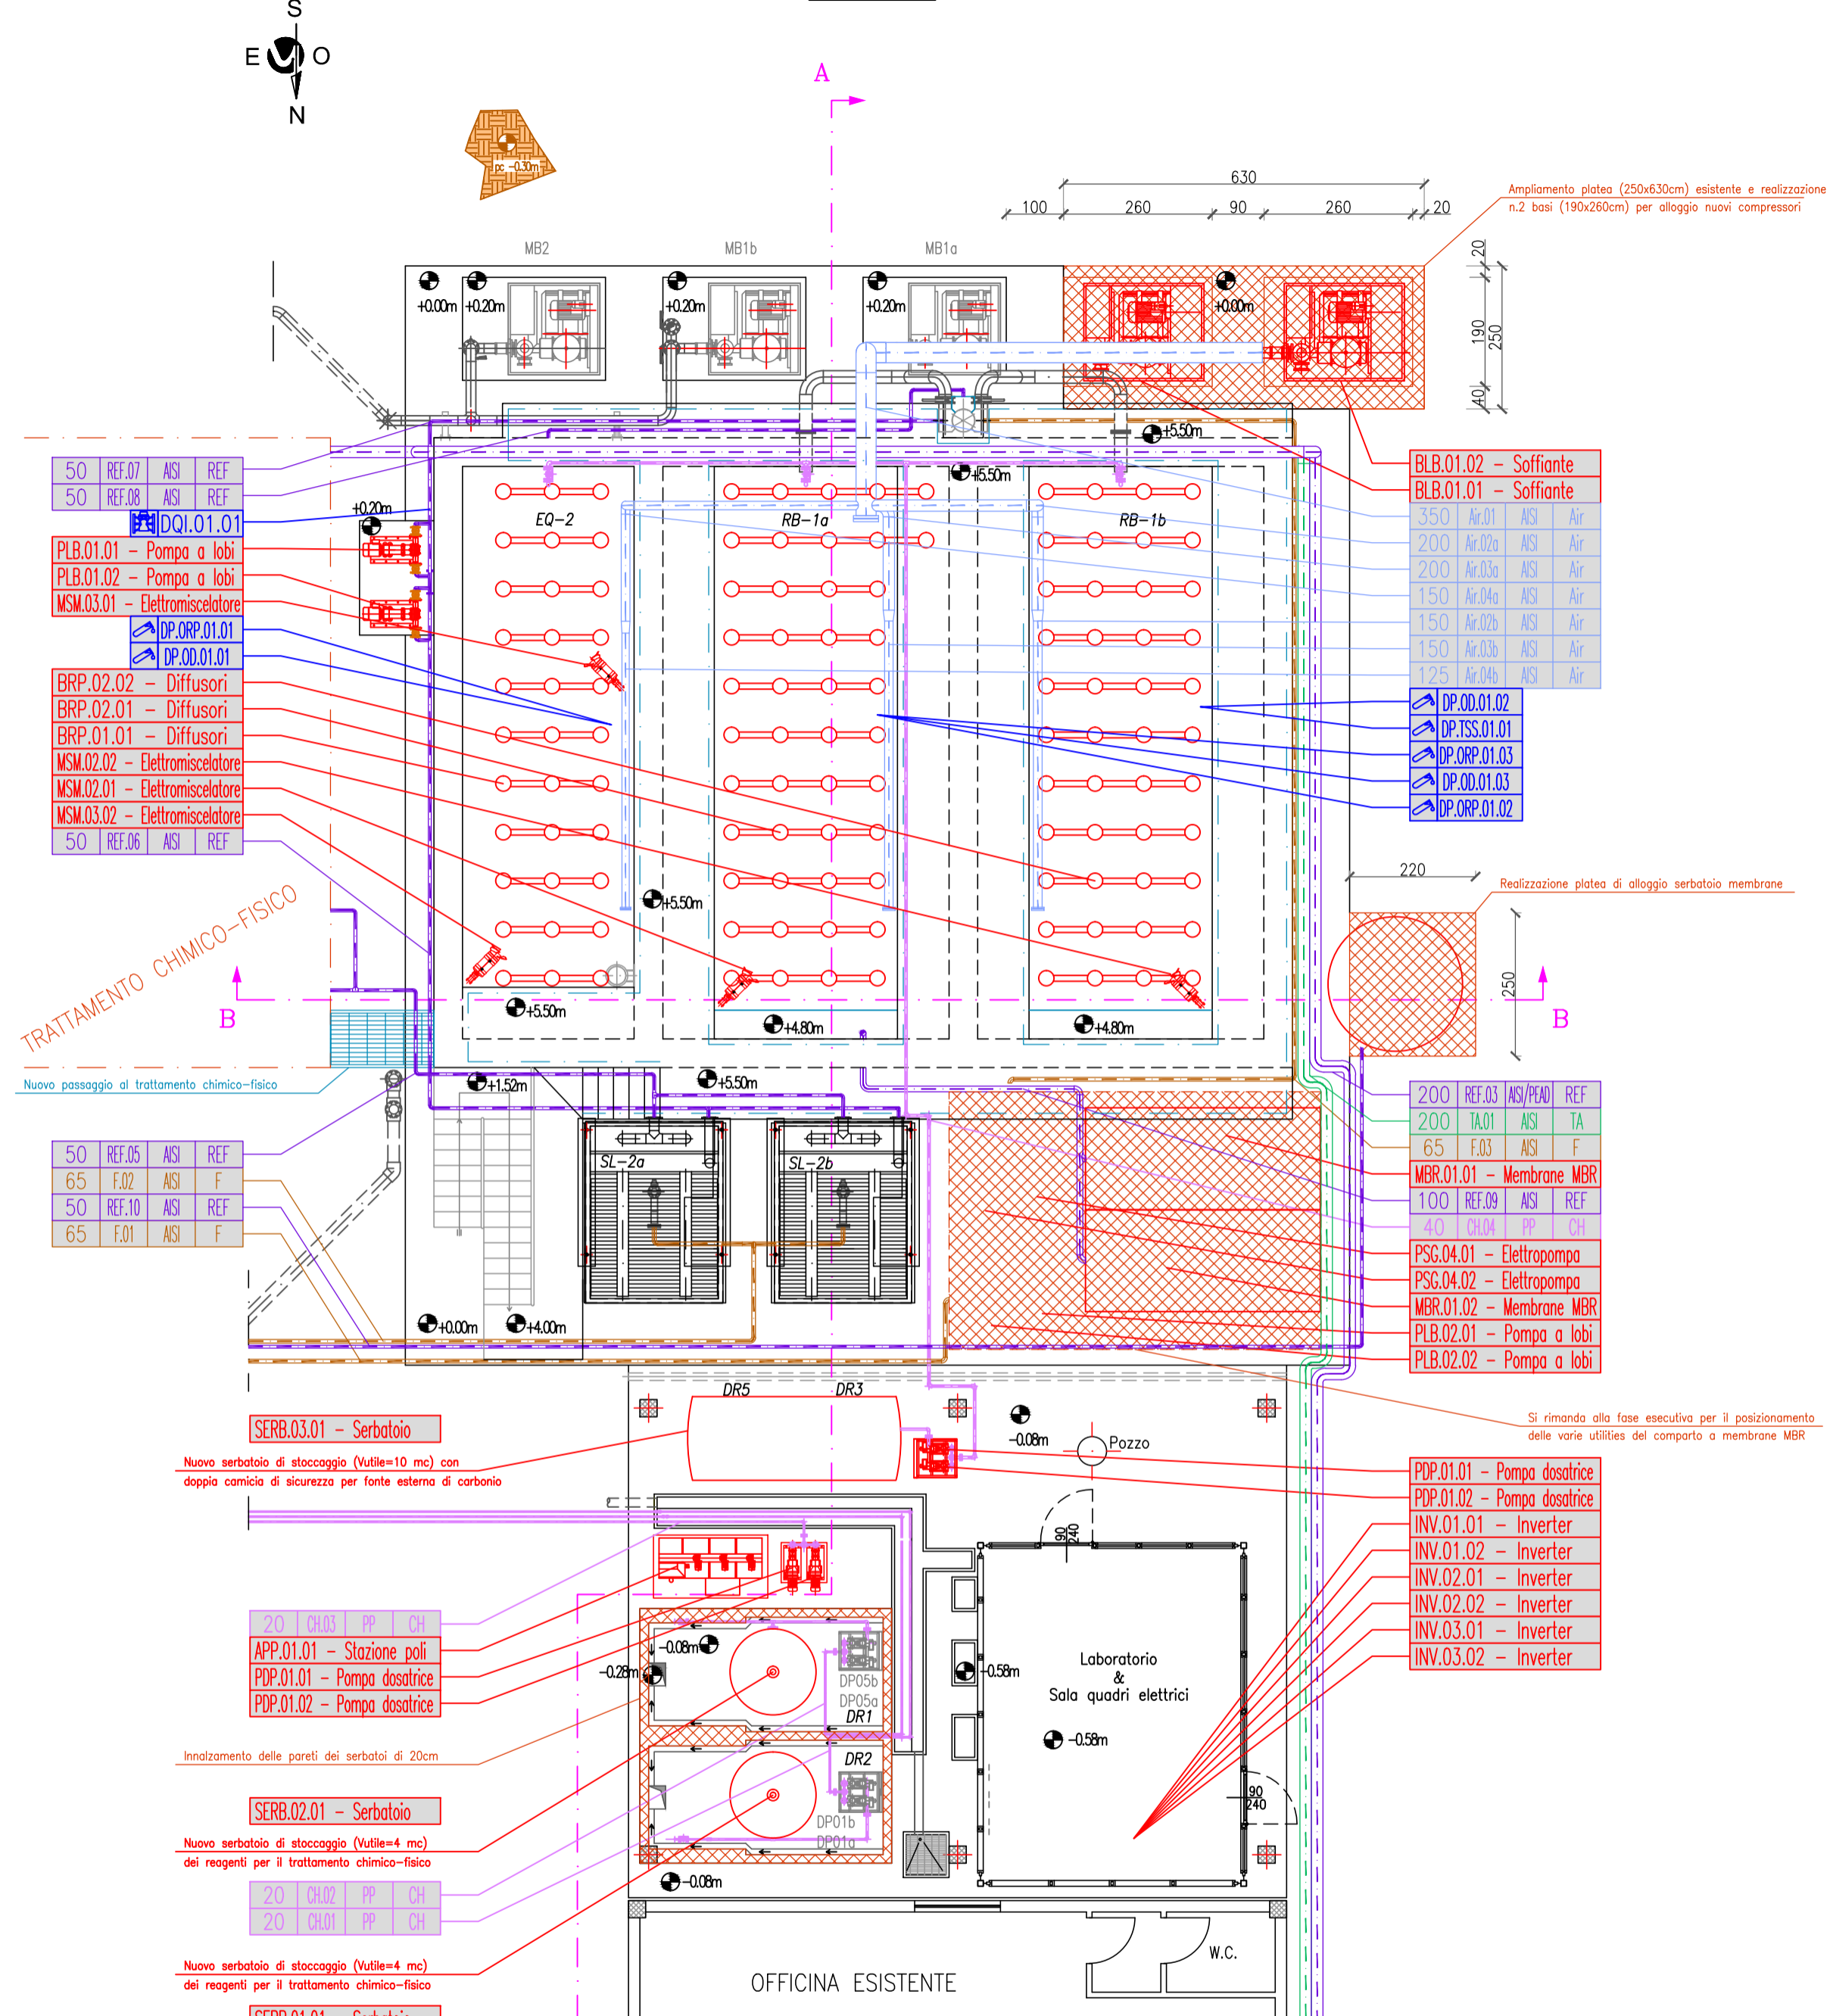 S
E O
N
A
pc -0.30m
630
100 260 90 260 20
Ampliamento platea (250x630cm) esistente e realizzazione
n.2 basi (190x260cm) per alloggio nuovi compressori
MB2 MB1b MB1a
20
190
250
40
+0.00m +0.20m +0.20m +0.20m +0.00m
+5.50m
+5.50m
50 REF.07 AISI REF
50 REF.08 AISI REF
DQI.01.01
PLB.01.01 – Pompa a lobi
PLB.01.02 – Pompa a lobi
MSM.03.01 – Elettromiscelatore
DP.ORP.01.01
DP.OD.01.01
BRP.02.02 – Diffusori
BRP.02.01 – Diffusori
BRP.01.01 – Diffusori
MSM.02.02 – Elettromiscelatore
MSM.02.01 – Elettromiscelatore
MSM.03.02 – Elettromiscelatore
50 REF.06 AISI REF
+0.20m
EQ-2 RB-1a RB-1b
BLB.01.02 – Soffiante
BLB.01.01 – Soffiante
350 Air.01 AISI Air
200 Air.02a AISI Air
200 Air.03a AISI Air
150 Air.04a AISI Air
150 Air.02b AISI Air
150 Air.03b AISI Air
125 Air.04b AISI Air
DP.OD.01.02
DP.TSS.01.01
DP.ORP.01.03
DP.OD.01.03
DP.ORP.01.02
220
Realizzazione platea di alloggio serbatoio membrane
250
TRATTAMENTO CHIMICO-FISICO
+5.50m
+5.50m
+4.80m
+4.80m
B
B
Nuovo passaggio al trattamento chimico-fisico
+1.52m
+5.50m
50 REF.05 AISI REF
65 F.02 AISI F
50 REF.10 AISI REF
65 F.01 AISI F
SL-2a SL-2b
+0.00m +4.00m
200 REF.03 AISI/PEAD REF
200 TA.01 AISI TA
65 F.03 AISI F
MBR.01.01 – Membrane MBR
100 REF.09 AISI REF
40 CH.04 PP CH
PSG.04.01 – Elettropompa
PSG.04.02 – Elettropompa
MBR.01.02 – Membrane MBR
PLB.02.01 – Pompa a lobi
PLB.02.02 – Pompa a lobi
Si rimanda alla fase esecutiva per il posizionamento
delle varie utilities del comparto a membrane MBR
DR5 DR3
-0.08m
Pozzo
SERB.03.01 – Serbatoio
Nuovo serbatoio di stoccaggio (Vutile=10 mc) con
doppia camicia di sicurezza per fonte esterna di carbonio
PDP.01.01 – Pompa dosatrice
PDP.01.02 – Pompa dosatrice
INV.01.01 – Inverter
INV.01.02 – Inverter
INV.02.01 – Inverter
INV.02.02 – Inverter
INV.03.01 – Inverter
INV.03.02 – Inverter
90
240
20 CH.03 PP CH
APP.01.01 – Stazione poli
PDP.01.01 – Pompa dosatrice
PDP.01.02 – Pompa dosatrice
-0.08m
-0.28m
DP05b
DP05a
DR1
-0.58m
Laboratorio
&
Sala quadri elettrici
-0.58m
Innalzamento delle pareti dei serbatoi di 20cm
DR2
DP01b
DP01a
90
240
SERB.02.01 – Serbatoio
Nuovo serbatoio di stoccaggio (Vutile=4 mc)
dei reagenti per il trattamento chimico-fisico
-0.08m
20 CH.02 PP CH
20 CH.01 PP CH
Nuovo serbatoio di stoccaggio (Vutile=4 mc)
dei reagenti per il trattamento chimico-fisico
SERB.01.01 – Serbatoio
OFFICINA ESISTENTE
W.C.